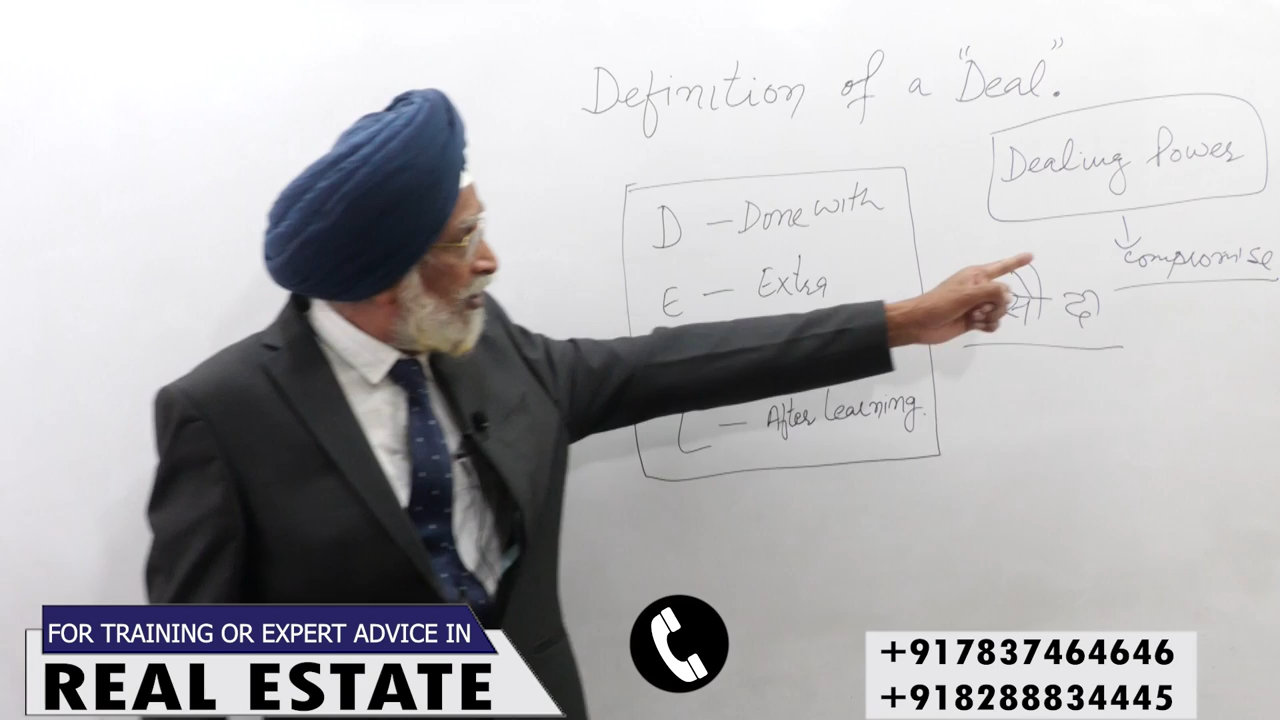 Definition of a "Deal".
Dealing Power
compromise
D — Done with
E — Extra
L — After learning.
दा
FOR TRAINING OR EXPERT ADVICE IN
REAL ESTATE
+917837464646
+918288834445